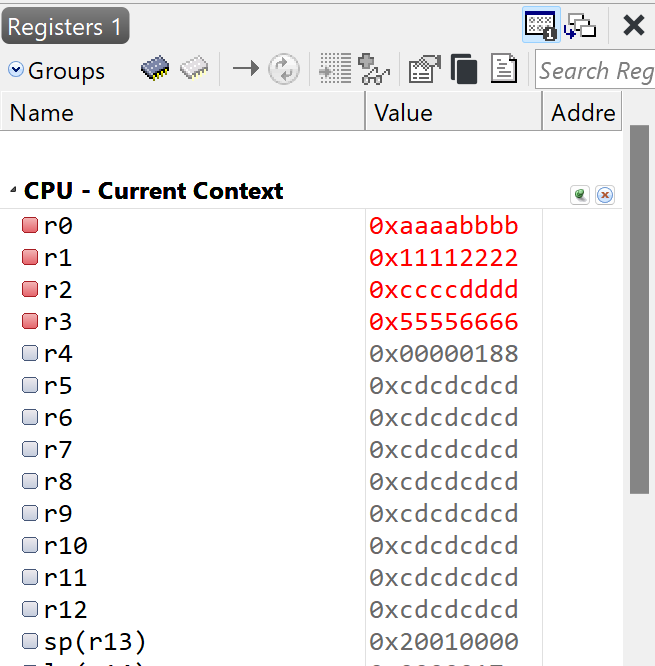 Registers 1
1
Groups
Search Reg
Name Value Addre
CPU - Current Context
r0 0xaaaabbbb
r1 0x11112222
r2 0xccccdddd
r3 0x55556666
r4 0x00000188
r5 0xcdcdcdcd
r6 0xcdcdcdcd
r7 0xcdcdcdcd
r8 0xcdcdcdcd
r9 0xcdcdcdcd
r10 0xcdcdcdcd
r11 0xcdcdcdcd
r12 0xcdcdcdcd
sp(r13) 0x20010000